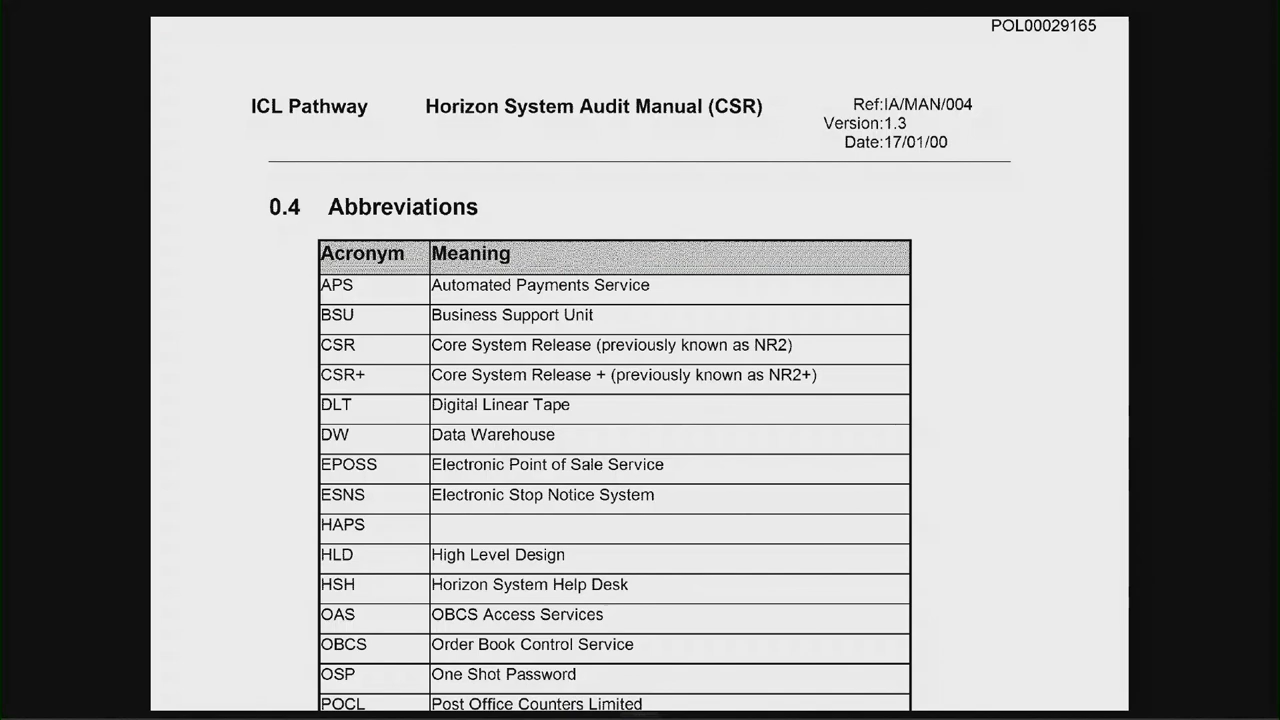 POL00029165
ICL Pathway Horizon System Audit Manual (CSR) Ref:IA/MAN/004
Version:1.3
Date:17/01/00
0.4 Abbreviations
Acronym Meaning
APS Automated Payments Service
BSU Business Support Unit
CSR Core System Release (previously known as NR2)
CSR+ Core System Release + (previously known as NR2+)
DLT Digital Linear Tape
DW Data Warehouse
EPOSS Electronic Point of Sale Service
ESNS Electronic Stop Notice System
HAPS
HLD High Level Design
HSH Horizon System Help Desk
OAS OBCS Access Services
OBCS Order Book Control Service
OSP One Shot Password
POCL Post Office Counters Limited